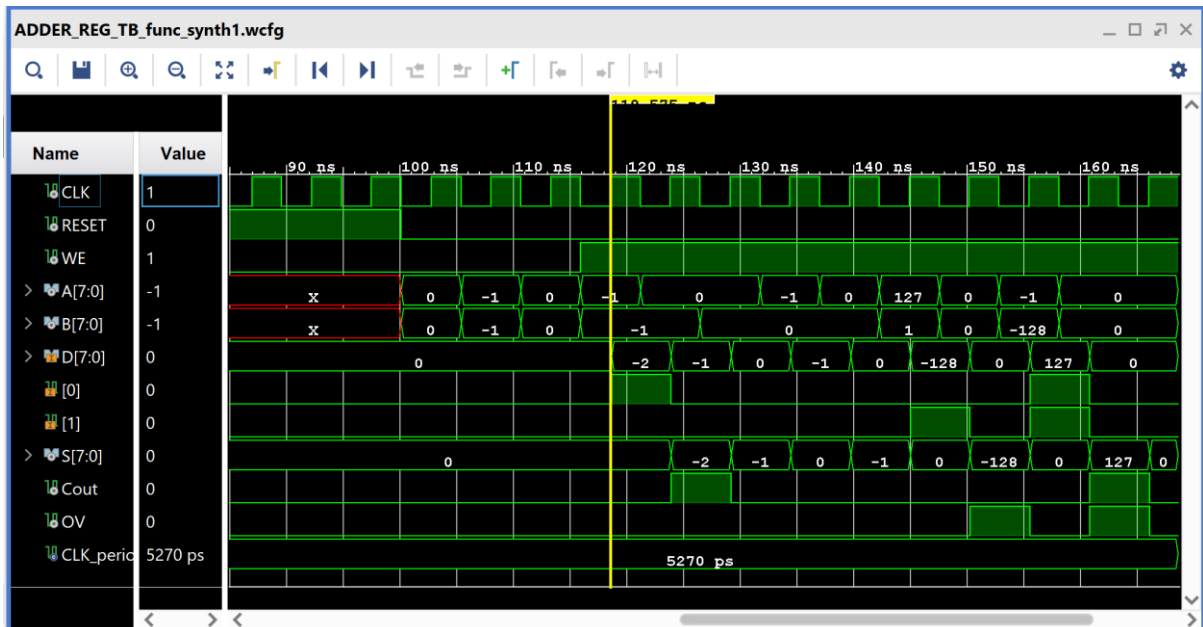 ADDER_REG_TB_func_synth1.wcfg
Name Value
90 ns 100 ns 110 ns 120 ns 130 ns 140 ns 150 ns 160 ns
CLK 1
RESET 0
WE 1
A[7:0] -1 X 0 -1 0 -1 0 -1 0 127 0 -1 0
B[7:0] -1 X 0 -1 0 -1 0 1 0 -128 0
D[7:0] 0 0 -2 -1 0 -1 0 -128 0 127 0
[0] 0
[1] 0
S[7:0] 0 0 -2 -1 0 -1 0 -128 0 127 0
Cout 0
OV 0
CLK_perio 5270 ps 5270 ps